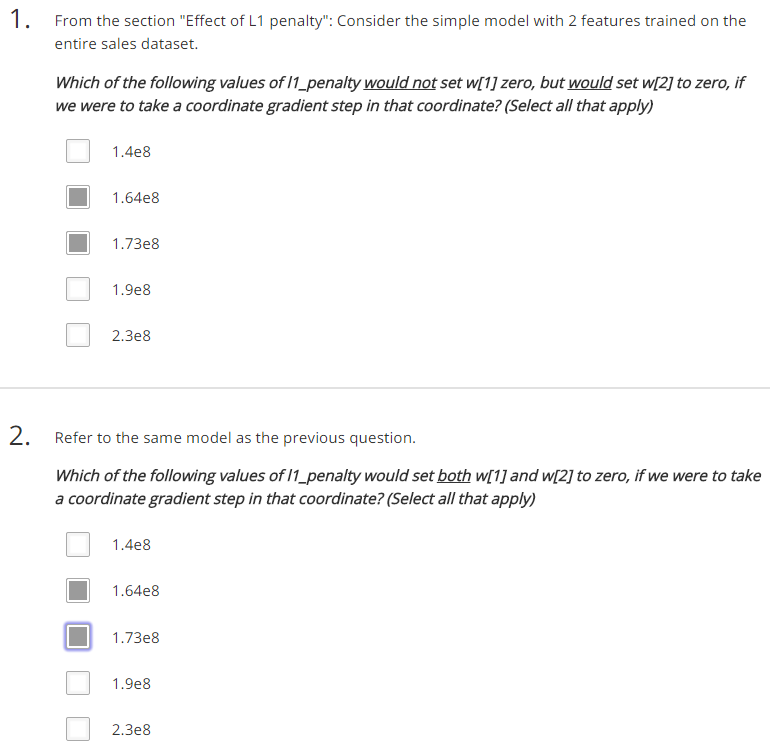 1. From the section "Effect of L1 penalty": Consider the simple model with 2 features trained on the
entire sales dataset.
Which of the following values of l1_penalty would not set w[1] zero, but would set w[2] to zero, if
we were to take a coordinate gradient step in that coordinate? (Select all that apply)
1.4e8
1.64e8
1.73e8
1.9e8
2.3e8
2. Refer to the same model as the previous question.
Which of the following values of l1_penalty would set both w[1] and w[2] to zero, if we were to take
a coordinate gradient step in that coordinate? (Select all that apply)
1.4e8
1.64e8
1.73e8
1.9e8
2.3e8